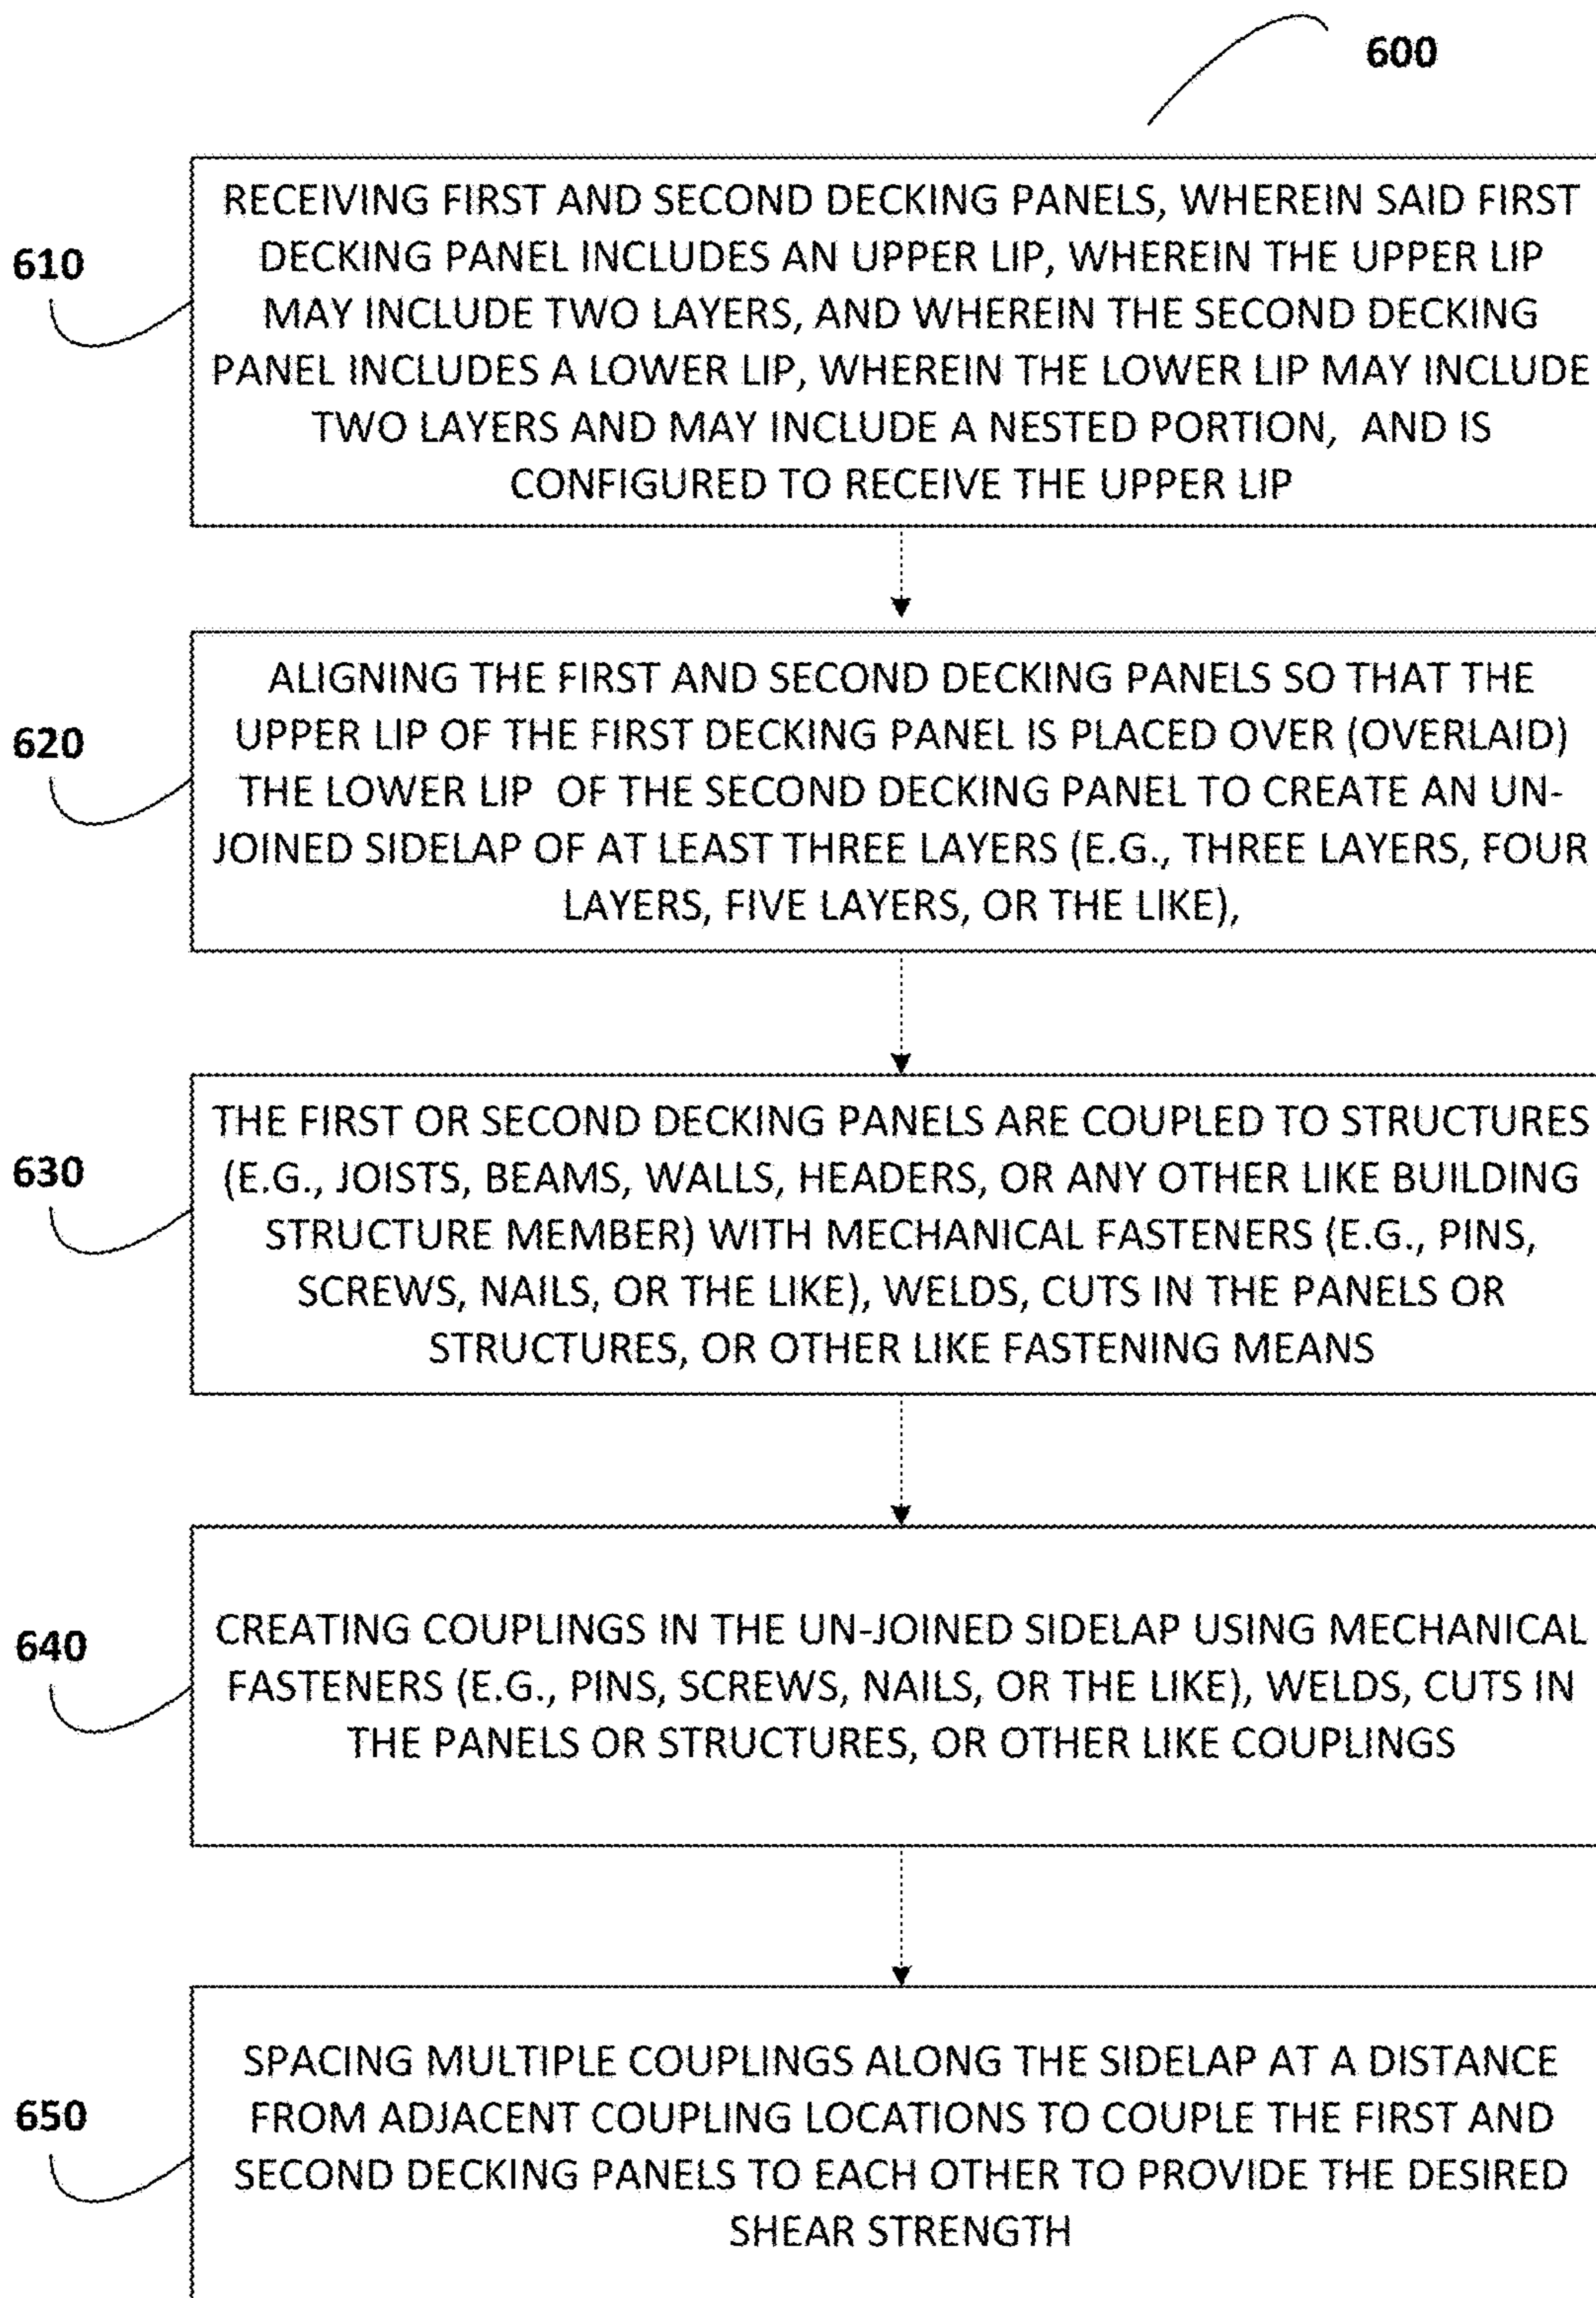 600
610
RECEIVING FIRST AND SECOND DECKING PANELS, WHEREIN SAID FIRST
DECKING PANEL INCLUDES AN UPPER LIP, WHEREIN THE UPPER LIP
MAY INCLUDE TWO LAYERS, AND WHEREIN THE SECOND DECKING
PANEL INCLUDES A LOWER LIP, WHEREIN THE LOWER LIP MAY INCLUDE
TWO LAYERS AND MAY INCLUDE A NESTED PORTION, AND IS
CONFIGURED TO RECEIVE THE UPPER LIP
620
ALIGNING THE FIRST AND SECOND DECKING PANELS SO THAT THE
UPPER LIP OF THE FIRST DECKING PANEL IS PLACED OVER (OVERLAID)
THE LOWER LIP OF THE SECOND DECKING PANEL TO CREATE AN UN-
JOINED SIDELAP OF AT LEAST THREE LAYERS (E.G., THREE LAYERS, FOUR
LAYERS, FIVE LAYERS, OR THE LIKE),
630
THE FIRST OR SECOND DECKING PANELS ARE COUPLED TO STRUCTURES
(E.G., JOISTS, BEAMS, WALLS, HEADERS, OR ANY OTHER LIKE BUILDING
STRUCTURE MEMBER) WITH MECHANICAL FASTENERS (E.G., PINS,
SCREWS, NAILS, OR THE LIKE), WELDS, CUTS IN THE PANELS OR
STRUCTURES, OR OTHER LIKE FASTENING MEANS
640
CREATING COUPLINGS IN THE UN-JOINED SIDELAP USING MECHANICAL
FASTENERS (E.G., PINS, SCREWS, NAILS, OR THE LIKE), WELDS, CUTS IN
THE PANELS OR STRUCTURES, OR OTHER LIKE COUPLINGS
650
SPACING MULTIPLE COUPLINGS ALONG THE SIDELAP AT A DISTANCE
FROM ADJACENT COUPLING LOCATIONS TO COUPLE THE FIRST AND
SECOND DECKING PANELS TO EACH OTHER TO PROVIDE THE DESIRED
SHEAR STRENGTH